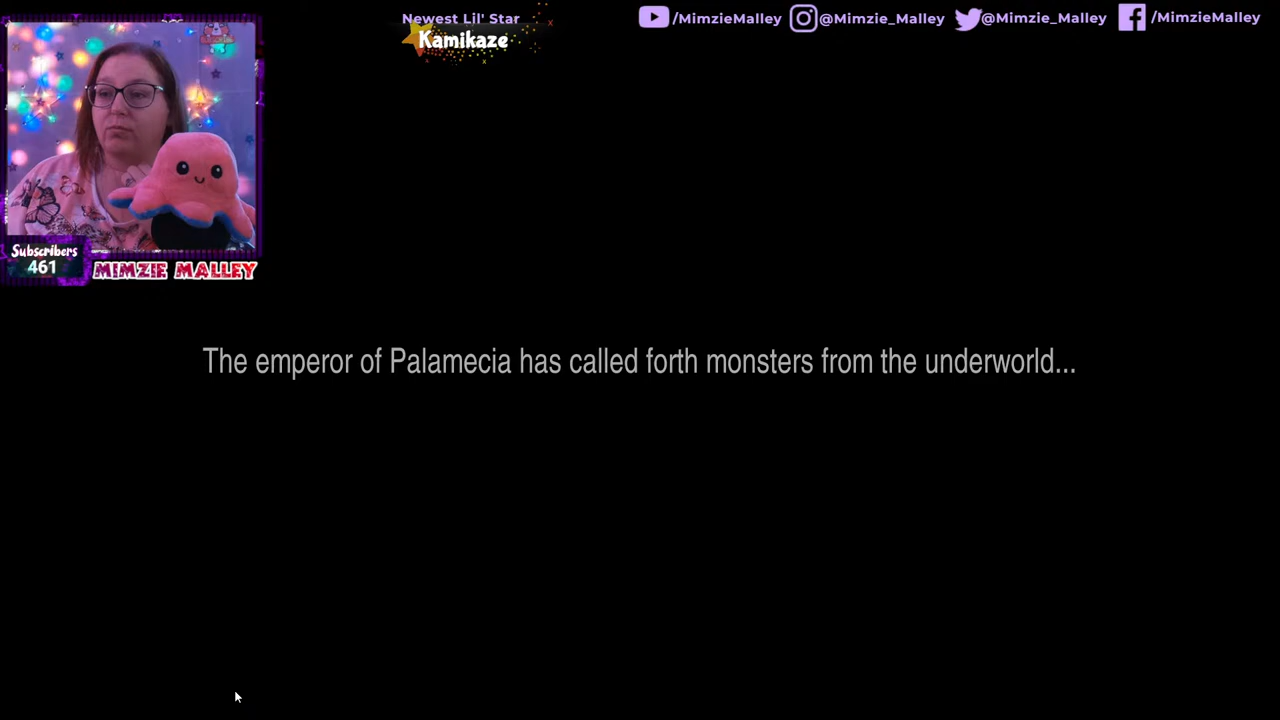 Newest Lil' Star
Kamikaze
/MimzieMalley
@Mimzie_Malley
@Mimzie_Malley
/MimzieMalley
Subscribers
461
MIMZIE MALLEY
The emperor of Palamecia has called forth monsters from the underworld...